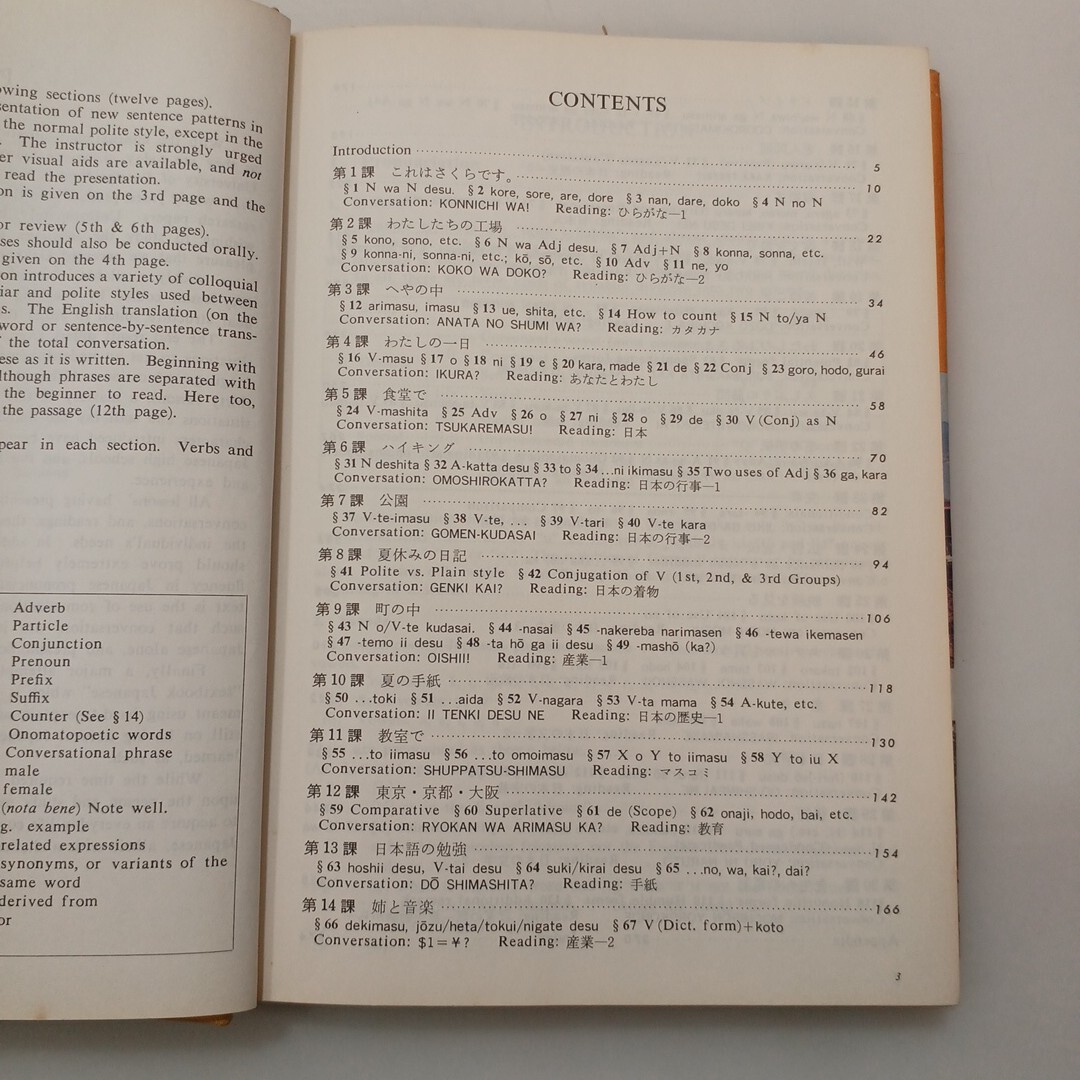 owing sections (twelve pages).
sentation of new sentence patterns in
the normal polite style, except in the
. The instructor is strongly urged
er visual aids are available, and not
read the presentation.
on is given on the 3rd page and the
or review (5th & 6th pages).
ses should also be conducted orally.
given on the 4th page.
on introduces a variety of colloquial
iar and polite styles used between
s. The English translation (on the
word or sentence-by-sentence trans-
f the total conversation.
ese as it is written. Beginning with
lthough phrases are separated with
the beginner to read. Here too,
the passage (12th page).
pear in each section. Verbs and
Adverb
Particle
Conjunction
Prenoun
Prefix
Suffix
Counter (See § 14)
Onomatopoetic words
Conversational phrase
male
female
(nota bene) Note well.
g. example
related expressions
synonyms, or variants of the
same word
derived from
or
CONTENTS
Introduction 5
第1課 これはさくらです。 10
§1 N wa N desu. §2 kore, sore, are, dore §3 nan, dare, doko §4 N no N
Conversation: KONNICHI WA! Reading: ひらがな—1
第2課 わたしたちの工場 22
§5 kono, sono, etc. §6 N wa Adj desu. §7 Adj+N §8 konna, sonna, etc.
§9 konna-ni, sonna-ni, etc.; kō, sō, etc. §10 Adv §11 ne, yo
Conversation: KOKO WA DOKO? Reading: ひらがな—2
第3課 へやの中 34
§12 arimasu, imasu §13 ue, shita, etc. §14 How to count §15 N to/ya N
Conversation: ANATA NO SHUMI WA? Reading: カタカナ
第4課 わたしの一日 46
§16 V-masu §17 o §18 ni §19 e §20 kara, made §21 de §22 Conj §23 goro, hodo, gurai
Conversation: IKURA? Reading: あなたとわたし
第5課 食堂で 58
§24 V-mashita §25 Adv §26 o §27 ni §28 o §29 de §30 V (Conj) as N
Conversation: TSUKAREMASU! Reading: 日本
第6課 ハイキング 70
§31 N deshita §32 A-katta desu §33 to §34 ...ni ikimasu §35 Two uses of Adj §36 ga, kara
Conversation: OMOSHIROKATTA? Reading: 日本の行事—1
第7課 公園 82
§37 V-te-imasu §38 V-te, ... §39 V-tari §40 V-te kara
Conversation: GOMEN-KUDASAI Reading: 日本の行事—2
第8課 夏休みの日記 94
§41 Polite vs. Plain style §42 Conjugation of V (1st, 2nd, & 3rd Groups)
Conversation: GENKI KAI? Reading: 日本の着物
第9課 町の中 106
§43 N o/V-te kudasai. §44 -nasai §45 -nakereba narimasen §46 -tewa ikemasen
§47 -temo ii desu §48 -ta hō ga ii desu §49 -mashō (ka?)
Conversation: OISHII! Reading: 産業—1
第10課 夏の手紙 118
§50 ...toki §51 ...aida §52 V-nagara §53 V-ta mama §54 A-kute, etc.
Conversation: II TENKI DESU NE Reading: 日本の歴史—1
第11課 教室で 130
§55 ...to iimasu §56 ...to omoimasu §57 X o Y to iimasu §58 Y to iu X
Conversation: SHUPPATSU-SHIMASU Reading: マスコミ
第12課 東京・京都・大阪 142
§59 Comparative §60 Superlative §61 de (Scope) §62 onaji, hodo, bai, etc.
Conversation: RYOKAN WA ARIMASU KA? Reading: 教育
第13課 日本語の勉強 154
§63 hoshii desu, V-tai desu §64 suki/kirai desu §65 ...no, wa, kai?, dai?
Conversation: DŌ SHIMASHITA? Reading: 手紙
第14課 姉と音楽 166
§66 dekimasu, jōzu/heta/tokui/nigate desu §67 V (Dict. form)+koto
Conversation: $1=¥? Reading: 産業—2
3